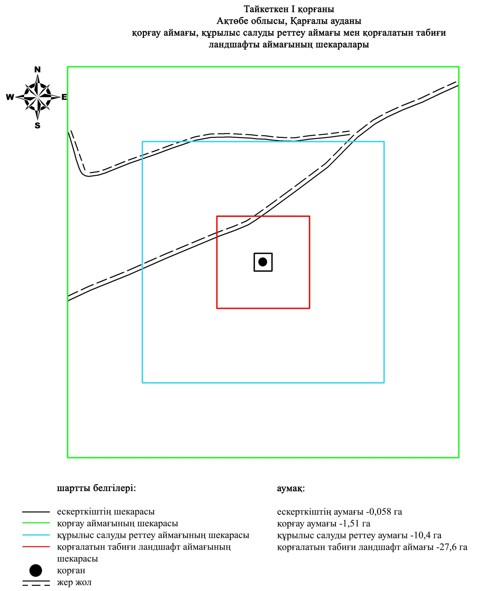 Тайкеткен I қорғаны
Ақтөбе облысы, Қарғалы ауданы
қорғау аймағы, құрылыс салуды реттеу аймағы мен қорғалатын табиғи
ландшафты аймағының шекаралары
N
W E
S
шартты белгілері:
ескерткіштің шекарасы
қорғау аймағының шекарасы
құрылыс салуды реттеу аймағының шекарасы
қорғалатын табиғи ландшафт аймағының
шекарасы
қорған
жер жол
аумақ:
ескерткіштің аумағы -0,058 га
қорғау аумағы -1,51 га
құрылыс салуды реттеу аумағы -10,4 га
қорғалатын табиғи ландшафт аймағы -27,6 га